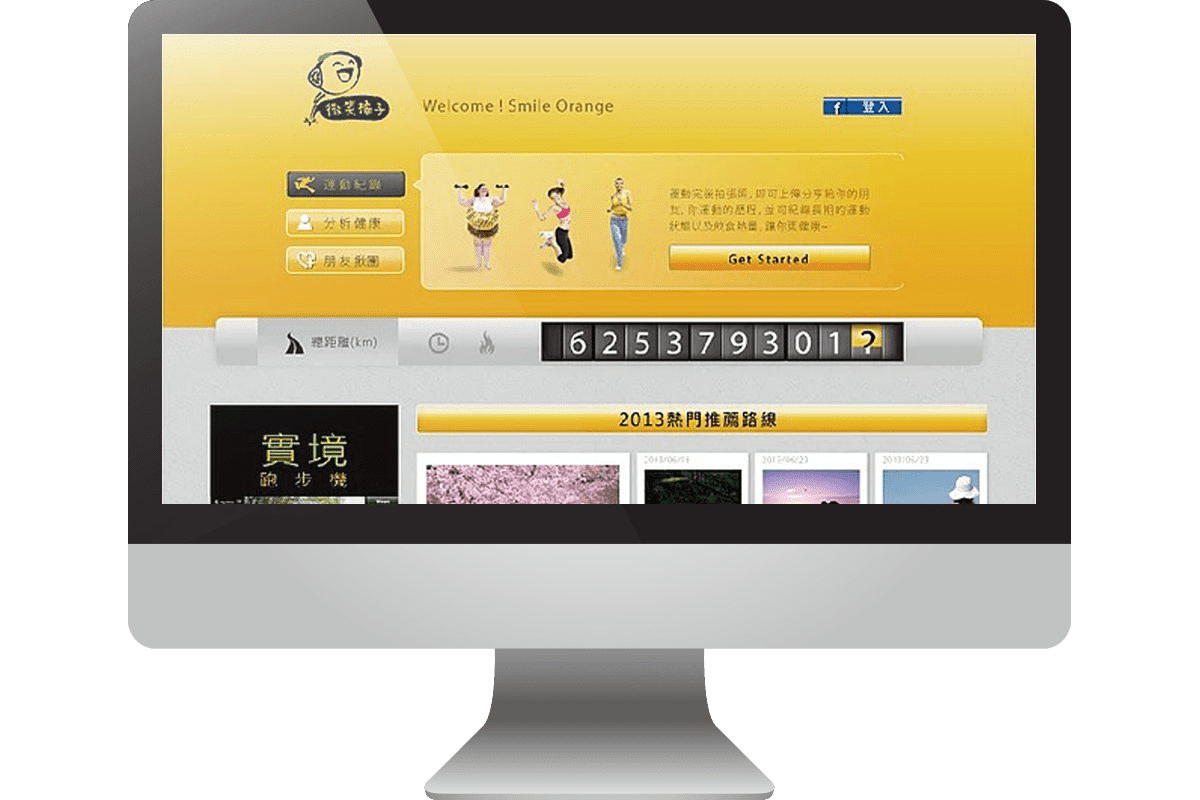 微笑橘子
Welcome ! Smile Orange
f 登入
運動紀錄
分析健康
朋友揪團
運動完後拍張照, 即可上傳分享給你的朋
友, 你運動的歷程, 並可紀錄長期的運動
狀態以及飲食熱量, 讓你更健康~
Get Started
總距離(km)
6 2 5 3 7 9 3 0 1 ?
2013熱門推薦路線
實境
跑步機
2013/06/23
2013/06/23